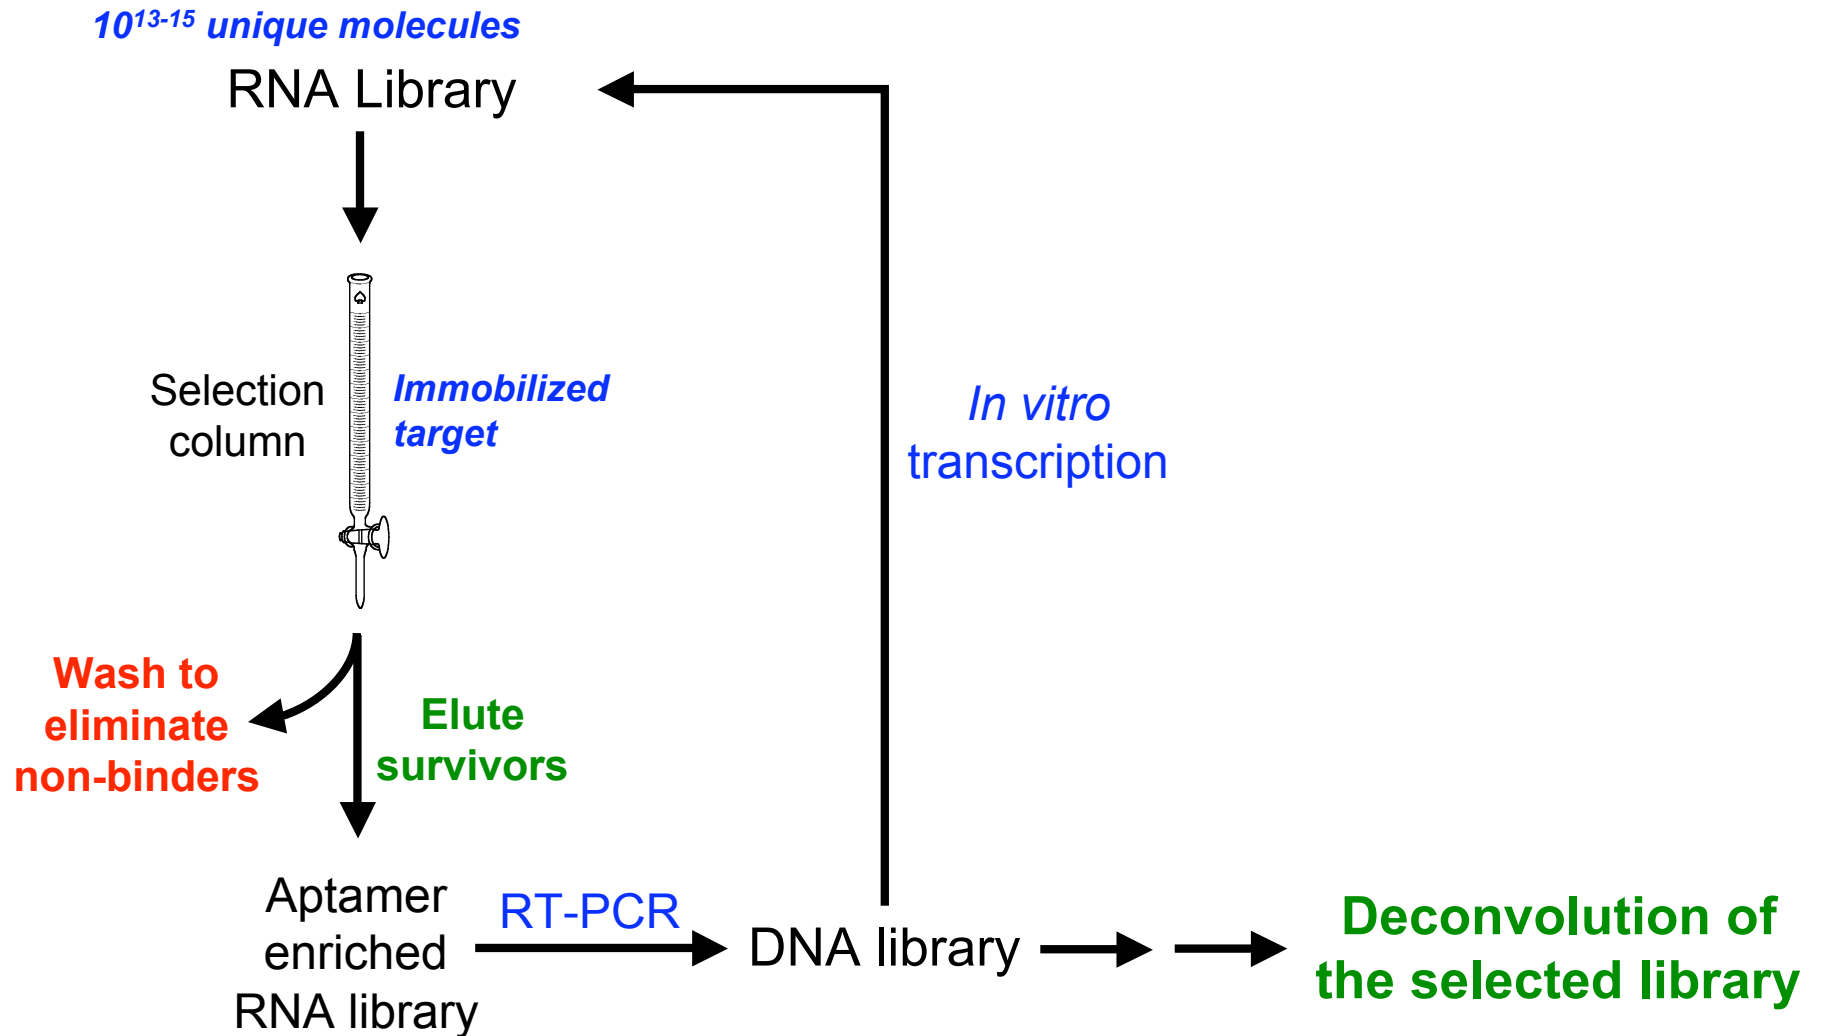 10¹³⁻¹⁵ unique molecules
RNA Library
Selection
column
Immobilized
target
In vitro
transcription
Wash to
eliminate
non-binders
Elute
survivors
Aptamer
enriched
RNA library
RT-PCR
DNA library
Deconvolution of
the selected library